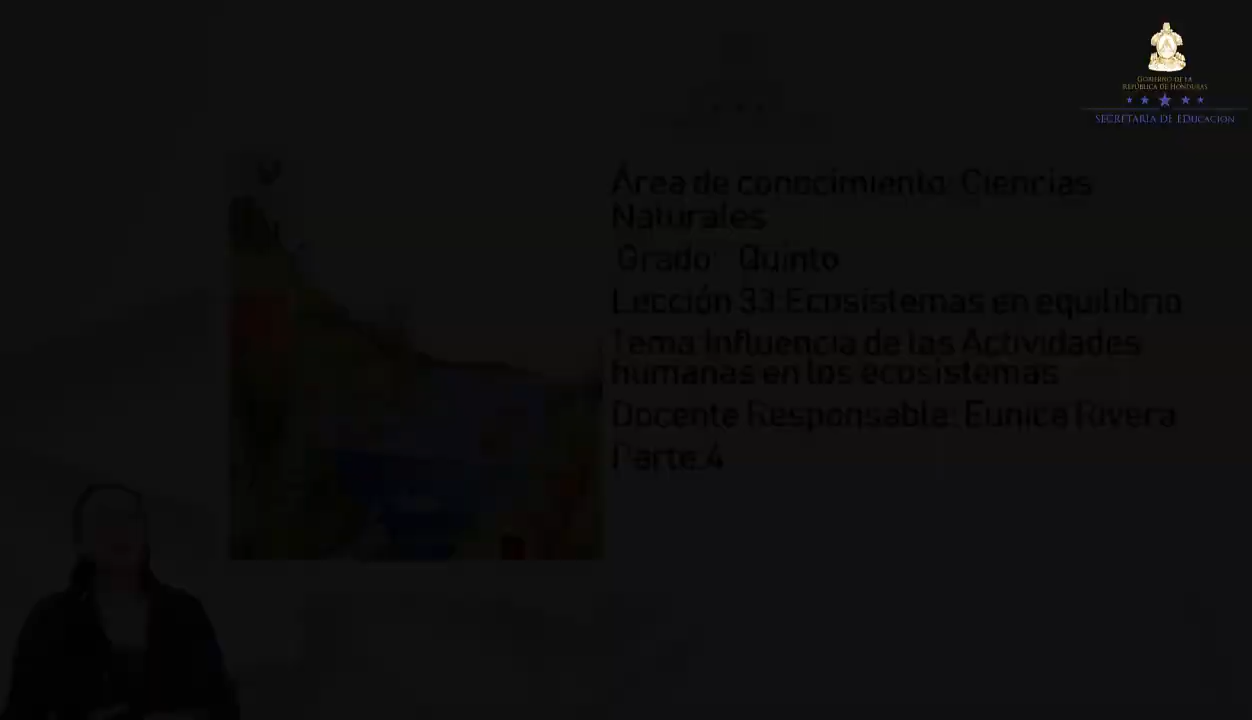 GOBIERNO DE LA
REPÚBLICA DE HONDURAS
SECRETARÍA DE EDUCACIÓN
Área de conocimiento: Ciencias
Naturales
Grado: Quinto
Lección 33:Ecosistemas en equilibrio
Tema:Influencia de las Actividades
humanas en los ecosistemas
Docente Responsable: Eunice Rivera
Parte:4